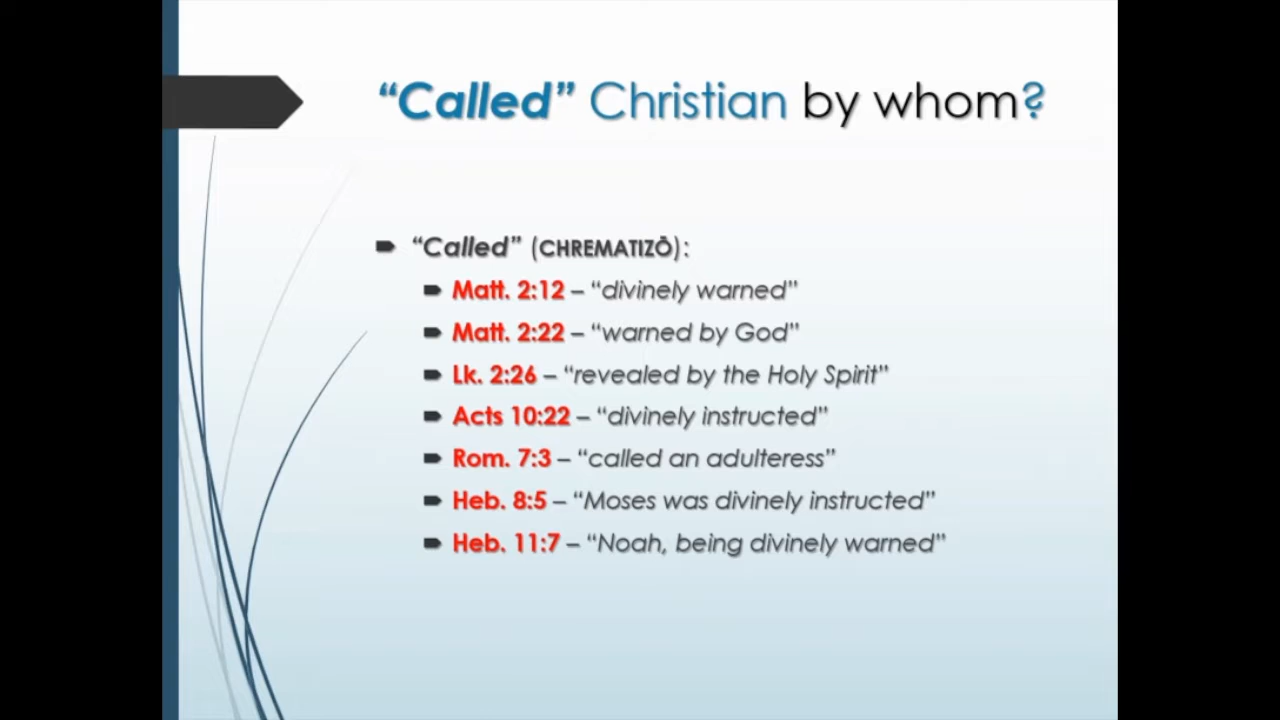 “Called” Christian by whom?
“Called” (CHREMATIZŌ):
Matt. 2:12 – “divinely warned”
Matt. 2:22 – “warned by God”
Lk. 2:26 – “revealed by the Holy Spirit”
Acts 10:22 – “divinely instructed”
Rom. 7:3 – “called an adulteress”
Heb. 8:5 – “Moses was divinely instructed”
Heb. 11:7 – “Noah, being divinely warned”